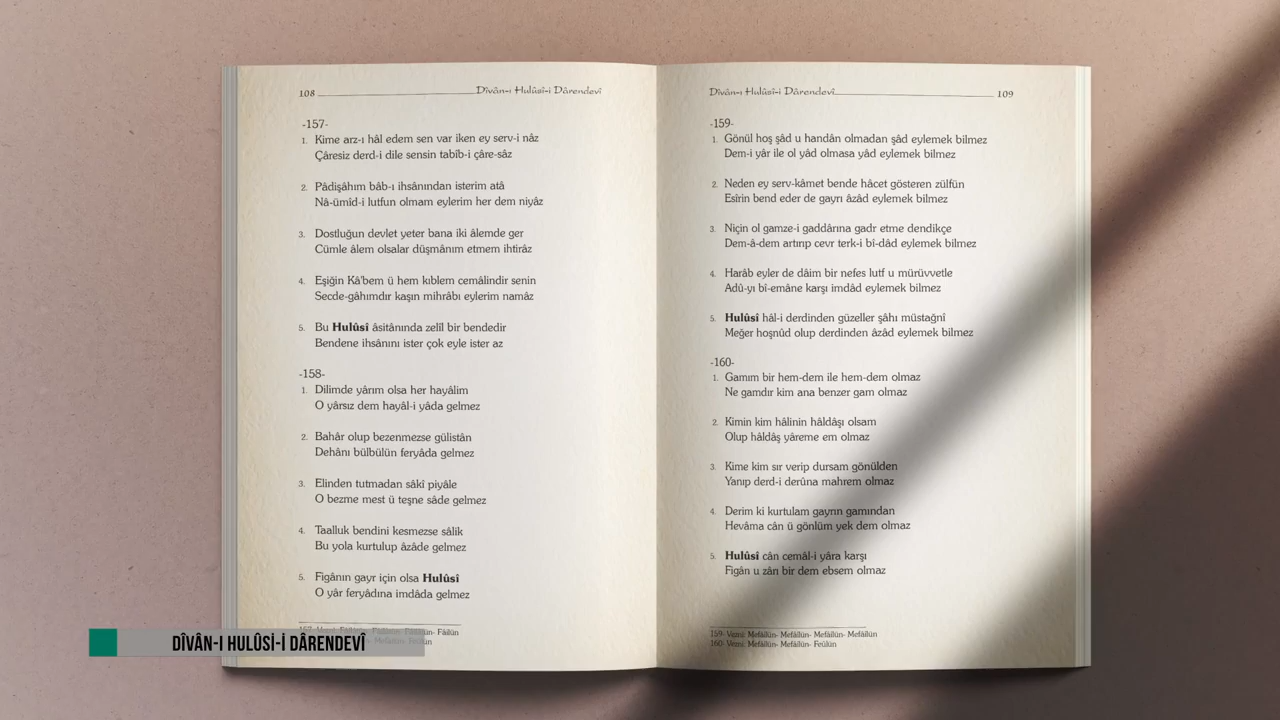 108 Dîvân-ı Hulûsî-i Dârendevî
-157-
1. Kime arz-ı hâl edem sen var iken ey serv-i nâz
Çâresiz derd-i dile sensin tabîb-i çâre-sâz
2. Pâdişâhım bâb-ı ihsânından isterim atâ
Nâ-ümîd-i lutfun olmam eylerim her dem niyâz
3. Dostluğun devlet yeter bana iki âlemde ger
Cümle âlem olsalar düşmânım etmem ihtirâz
4. Eşiğin Kâ'bem ü hem kıblem cemâlindir senin
Secde-gâhımdır kaşın mihrâbı eylerim namâz
5. Bu Hulûsî âsitânında zelîl bir bendedir
Bendene ihsânını ister çok eyle ister az
-158-
1. Dilimde yârım olsa her hayâlim
O yârsız dem hayâl-i yâda gelmez
2. Bahâr olup bezenmezse gülistân
Dehânı bülbülün feryâda gelmez
3. Elinden tutmadan sâkî piyâle
O bezme mest ü teşne sâde gelmez
4. Taalluk bendini kesmezse sâlik
Bu yola kurtulup âzâde gelmez
5. Figânın gayr için olsa Hulûsî
O yâr feryâdına imdâda gelmez
Dîvân-ı Hulûsî-i Dârendevî 109
-159-
1. Gönül hoş şâd u handân olmadan şâd eylemek bilmez
Dem-i yâr ile ol yâd olmasa yâd eylemek bilmez
2. Neden ey serv-kâmet bende hâcet gösteren zülfün
Esîrin bend eder de gayrı âzâd eylemek bilmez
3. Niçin ol gamze-i gaddârına gadr etme dendikçe
Dem-â-dem artırıp cevr terk-i bî-dâd eylemek bilmez
4. Harâb eyler de dâim bir nefes lutf u mürüvvetle
Adû-yı bî-emâne karşı imdâd eylemek bilmez
5. Hulûsî hâl-i derdinden güzeller şâhı müstağnî
Meğer hoşnûd olup derdinden âzâd eylemek bilmez
-160-
1. Gamım bir hem-dem ile hem-dem olmaz
Ne gamdır kim ana benzer gam olmaz
2. Kimin kim hâlinin hâldâşı olsam
Olup hâldâş yâreme em olmaz
3. Kime kim sır verip dursam gönülden
Yanıp derd-i derûna mahrem olmaz
4. Derim ki kurtulam gayrın gamından
Hevâma cân ü gönlüm yek dem olmaz
5. Hulûsî cân cemâl-i yâra karşı
Figân u zârı bir dem ebsem olmaz
159- Vezni: Mefâîlün- Mefâîlün- Mefâîlün- Mefâîlün
160- Vezni: Mefâîlün- Mefâîlün- Feûlün
DÎVÂN-I HULÛSİ-İ DÂRENDEVÎ